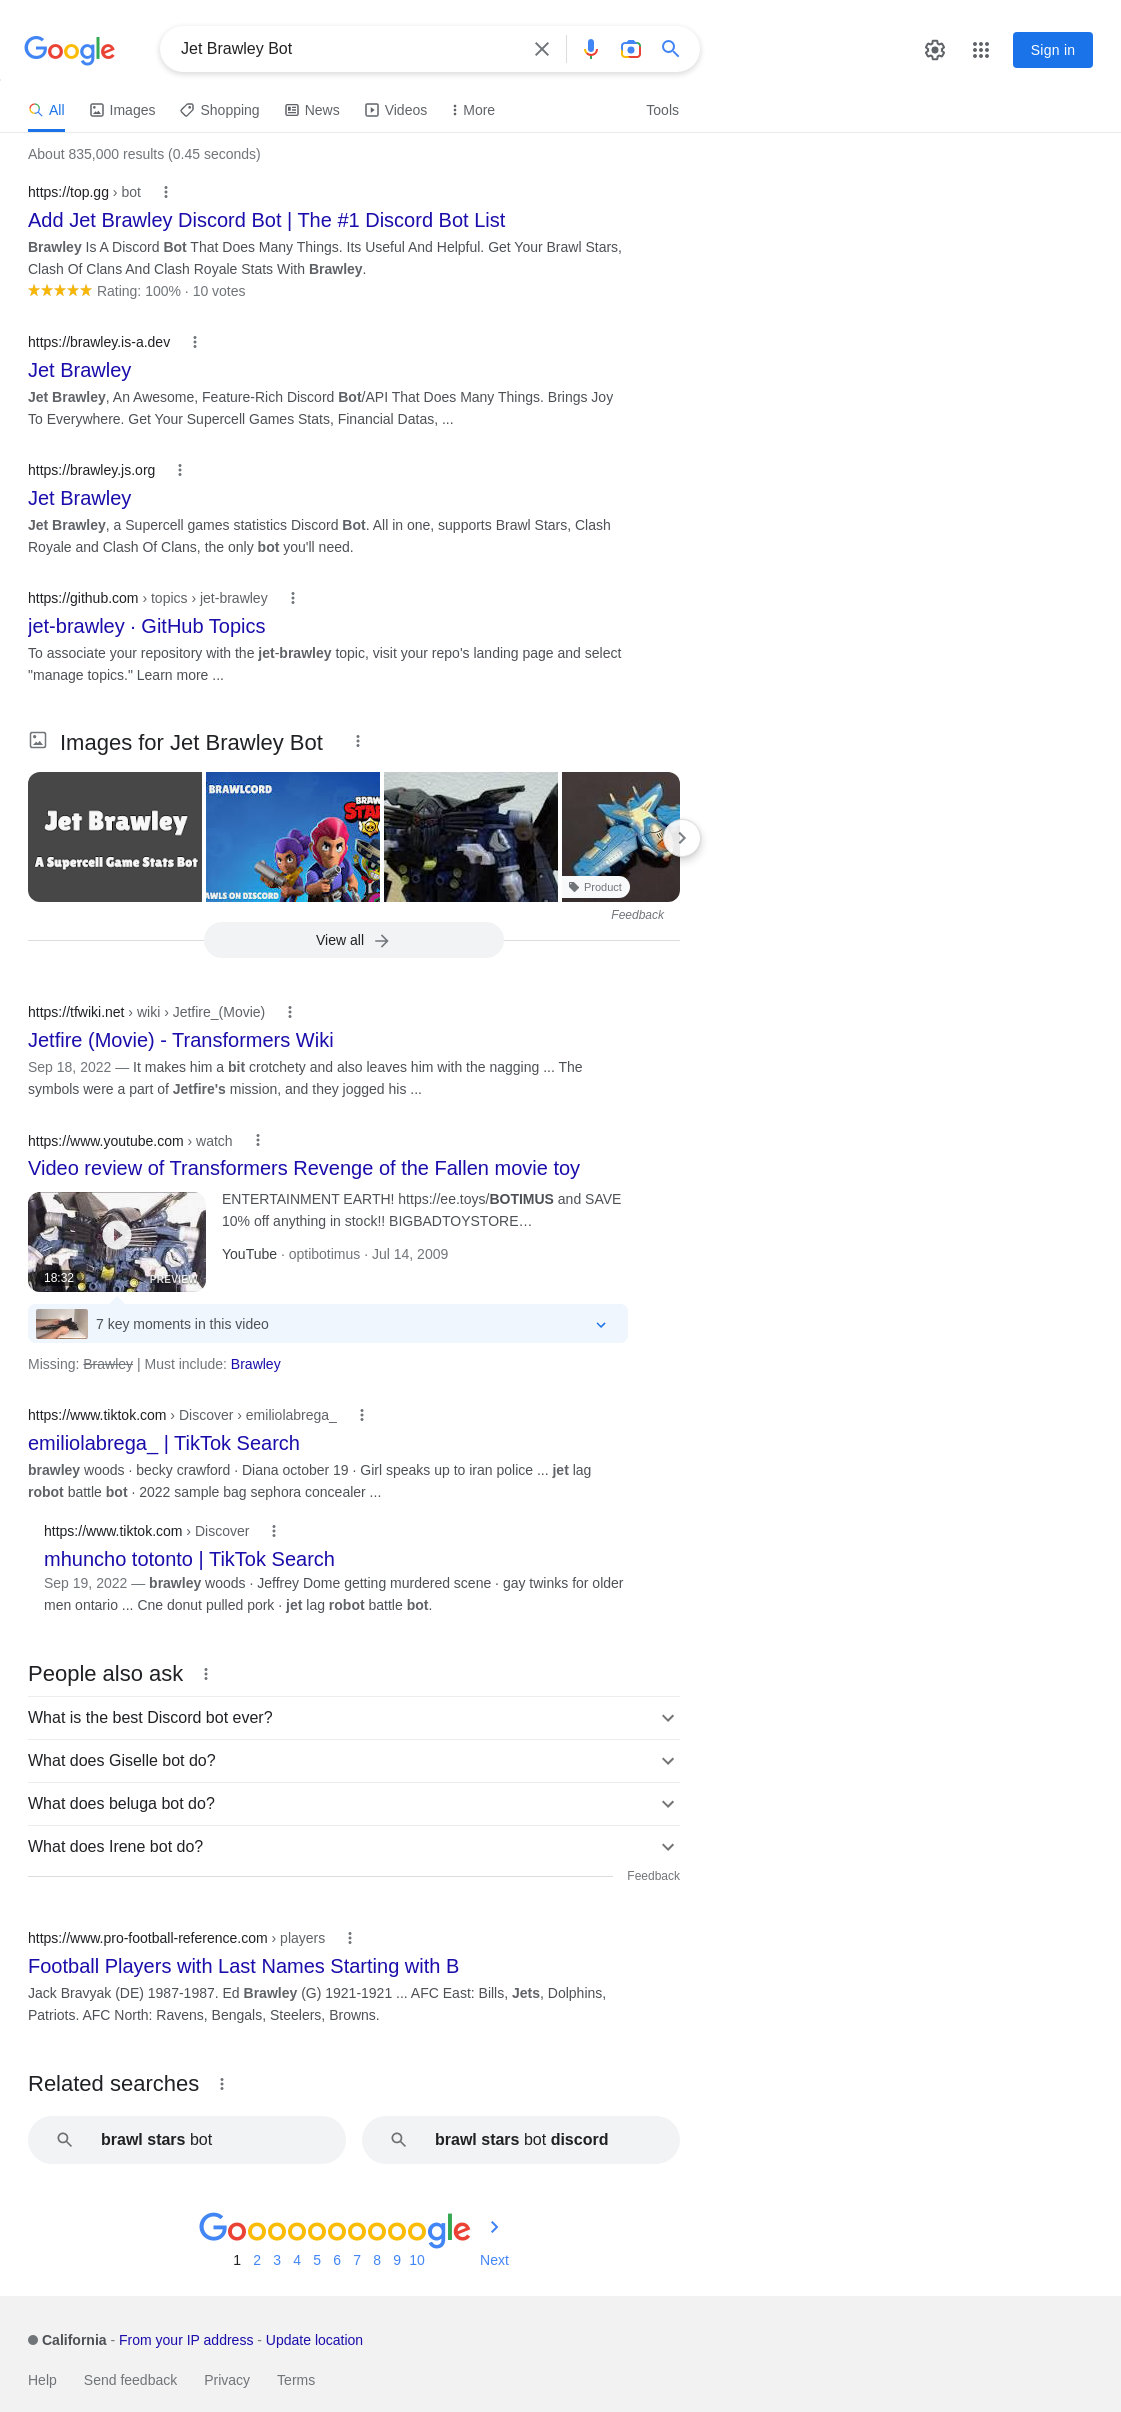 Google
Jet Brawley Bot
Sign in
All
Images
Shopping
News
Videos
More
Tools
About 835,000 results (0.45 seconds)
https://top.gg › bot
Add Jet Brawley Discord Bot | The #1 Discord Bot List
Brawley Is A Discord Bot That Does Many Things. Its Useful And Helpful. Get Your Brawl Stars,
Clash Of Clans And Clash Royale Stats With Brawley.
Rating: 100% · 10 votes
https://brawley.is-a.dev
Jet Brawley
Jet Brawley, An Awesome, Feature-Rich Discord Bot/API That Does Many Things. Brings Joy
To Everywhere. Get Your Supercell Games Stats, Financial Datas, ...
https://brawley.js.org
Jet Brawley
Jet Brawley, a Supercell games statistics Discord Bot. All in one, supports Brawl Stars, Clash
Royale and Clash Of Clans, the only bot you'll need.
https://github.com › topics › jet-brawley
jet-brawley · GitHub Topics
To associate your repository with the jet-brawley topic, visit your repo's landing page and select
"manage topics." Learn more ...
Images for Jet Brawley Bot
Jet Brawley
A Supercell Game Stats Bot
BRAWLCORD
BRAW
STA
AWLS ON DISCORD
Product
Feedback
View all
https://tfwiki.net › wiki › Jetfire_(Movie)
Jetfire (Movie) - Transformers Wiki
Sep 18, 2022 — It makes him a bit crotchety and also leaves him with the nagging ... The
symbols were a part of Jetfire's mission, and they jogged his ...
https://www.youtube.com › watch
Video review of Transformers Revenge of the Fallen movie toy
ENTERTAINMENT EARTH! https://ee.toys/BOTIMUS and SAVE
10% off anything in stock!! BIGBADTOYSTORE…
YouTube · optibotimus · Jul 14, 2009
18:32
PREVIEW
7 key moments in this video
Missing: Brawley | Must include: Brawley
https://www.tiktok.com › Discover › emiliolabrega_
emiliolabrega_ | TikTok Search
brawley woods · becky crawford · Diana october 19 · Girl speaks up to iran police ... jet lag
robot battle bot · 2022 sample bag sephora concealer ...
https://www.tiktok.com › Discover
mhuncho totonto | TikTok Search
Sep 19, 2022 — brawley woods · Jeffrey Dome getting murdered scene · gay twinks for older
men ontario ... Cne donut pulled pork · jet lag robot battle bot.
People also ask
What is the best Discord bot ever?
What does Giselle bot do?
What does beluga bot do?
What does Irene bot do?
Feedback
https://www.pro-football-reference.com › players
Football Players with Last Names Starting with B
Jack Bravyak (DE) 1987-1987. Ed Brawley (G) 1921-1921 ... AFC East: Bills, Jets, Dolphins,
Patriots. AFC North: Ravens, Bengals, Steelers, Browns.
Related searches
brawl stars bot
brawl stars bot discord
Goooooooooogle
1 2 3 4 5 6 7 8 9 10 Next
California - From your IP address - Update location
Help Send feedback Privacy Terms